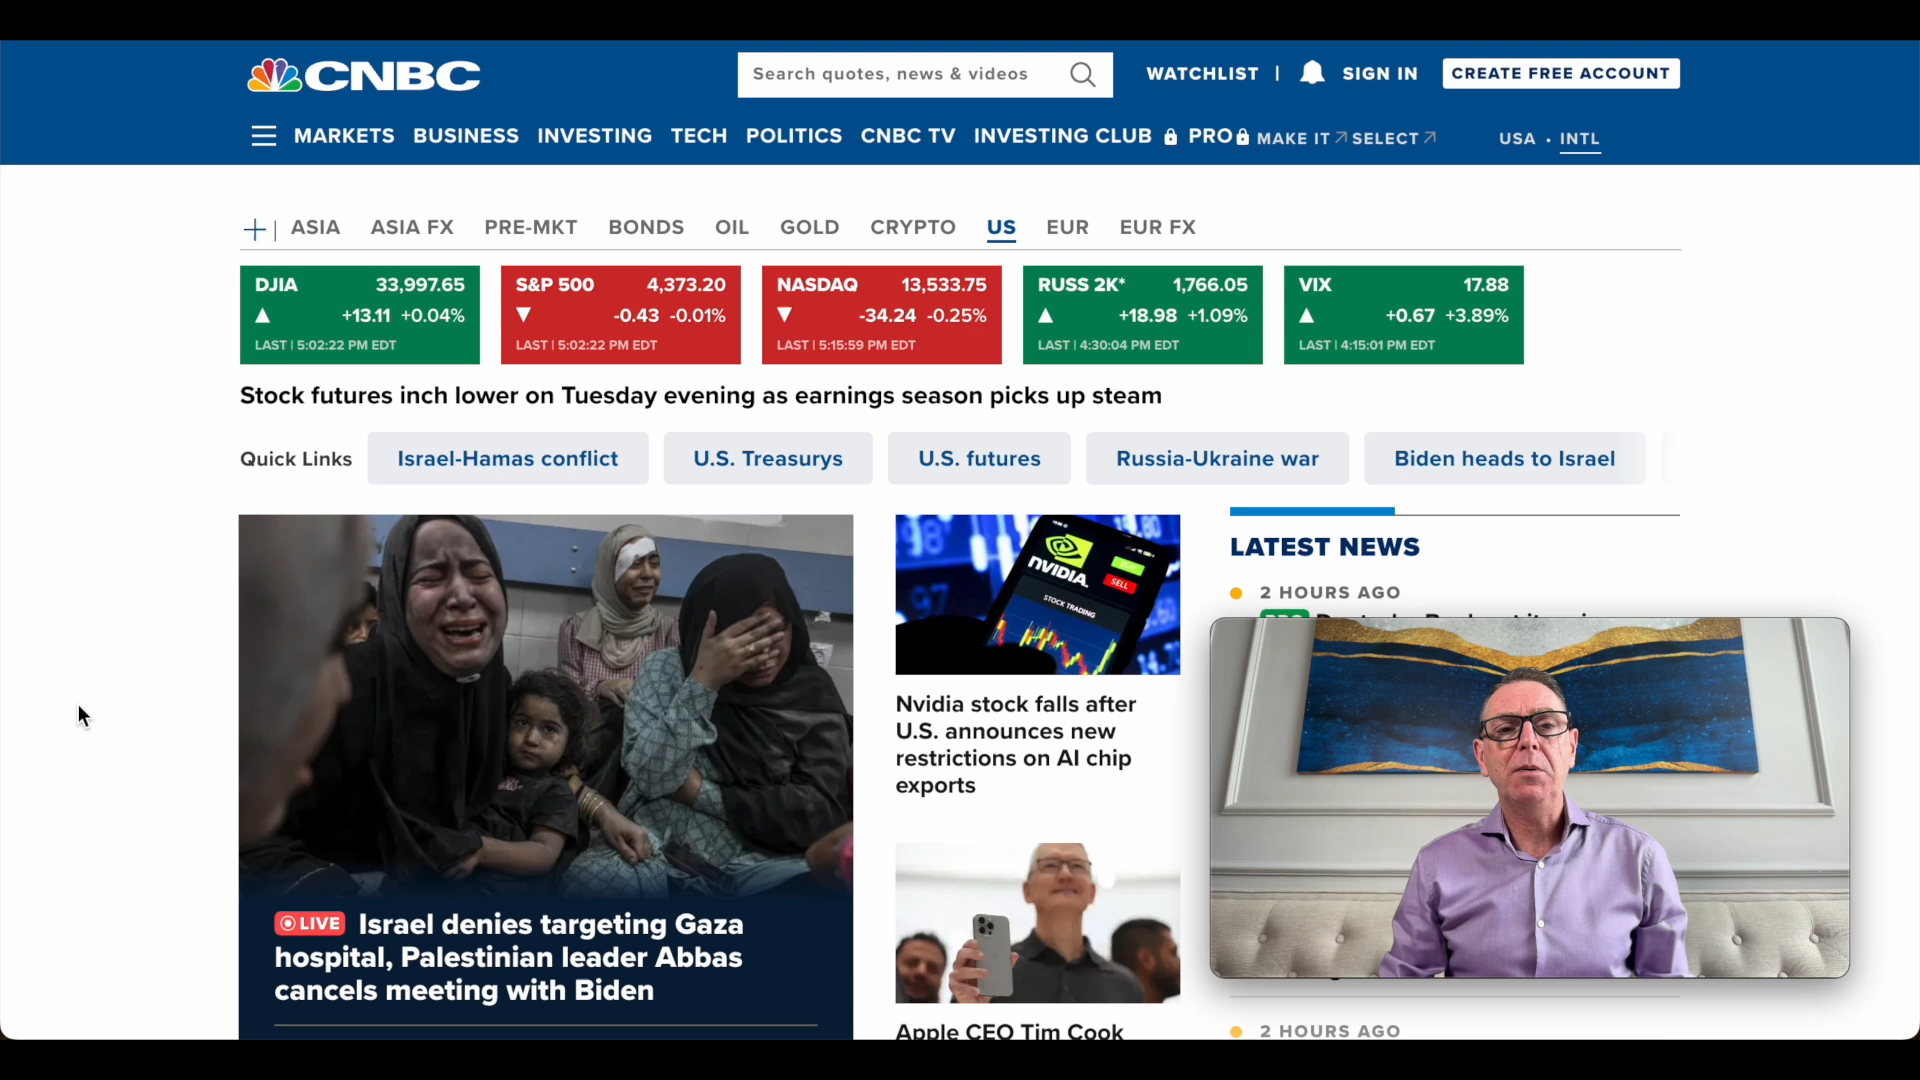 CNBC
Search quotes, news & videos
WATCHLIST | SIGN IN
CREATE FREE ACCOUNT
MARKETS BUSINESS INVESTING TECH POLITICS CNBC TV INVESTING CLUB PRO MAKE IT SELECT USA • INTL
ASIA ASIA FX PRE-MKT BONDS OIL GOLD CRYPTO US EUR EUR FX
DJIA 33,997.65
+13.11 +0.04%
LAST | 5:02:22 PM EDT
S&P 500 4,373.20
-0.43 -0.01%
LAST | 5:02:22 PM EDT
NASDAQ 13,533.75
-34.24 -0.25%
LAST | 5:15:59 PM EDT
RUSS 2K* 1,766.05
+18.98 +1.09%
LAST | 4:30:04 PM EDT
VIX 17.88
+0.67 +3.89%
LAST | 4:15:01 PM EDT
Stock futures inch lower on Tuesday evening as earnings season picks up steam
Quick Links Israel-Hamas conflict U.S. Treasurys U.S. futures Russia-Ukraine war Biden heads to Israel
LIVE Israel denies targeting Gaza
hospital, Palestinian leader Abbas
cancels meeting with Biden
NVIDIA
SELL
STOCK TRADING
Nvidia stock falls after
U.S. announces new
restrictions on AI chip
exports
Apple CEO Tim Cook
LATEST NEWS
2 HOURS AGO
2 HOURS AGO